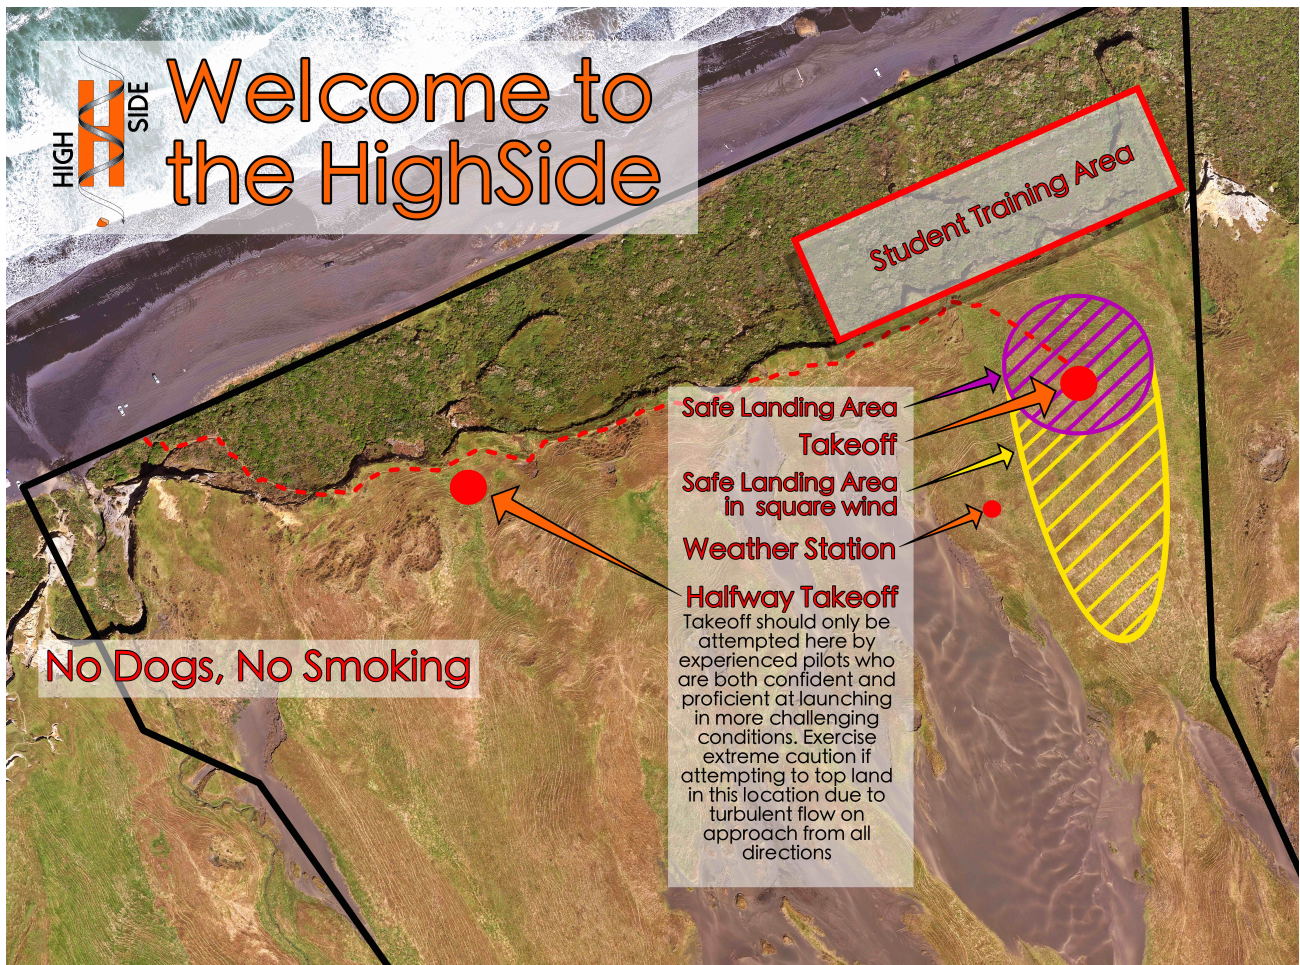 HIGH
SIDE
Welcome to
the HighSide
Student Training Area
Safe Landing Area
Takeoff
Safe Landing Area
in square wind
Weather Station
Halfway Takeoff
Takeoff should only be
attempted here by
experienced pilots who
are both confident and
proficient at launching
in more challenging
conditions. Exercise
extreme caution if
attempting to top land
in this location due to
turbulent flow on
approach from all
directions
No Dogs, No Smoking